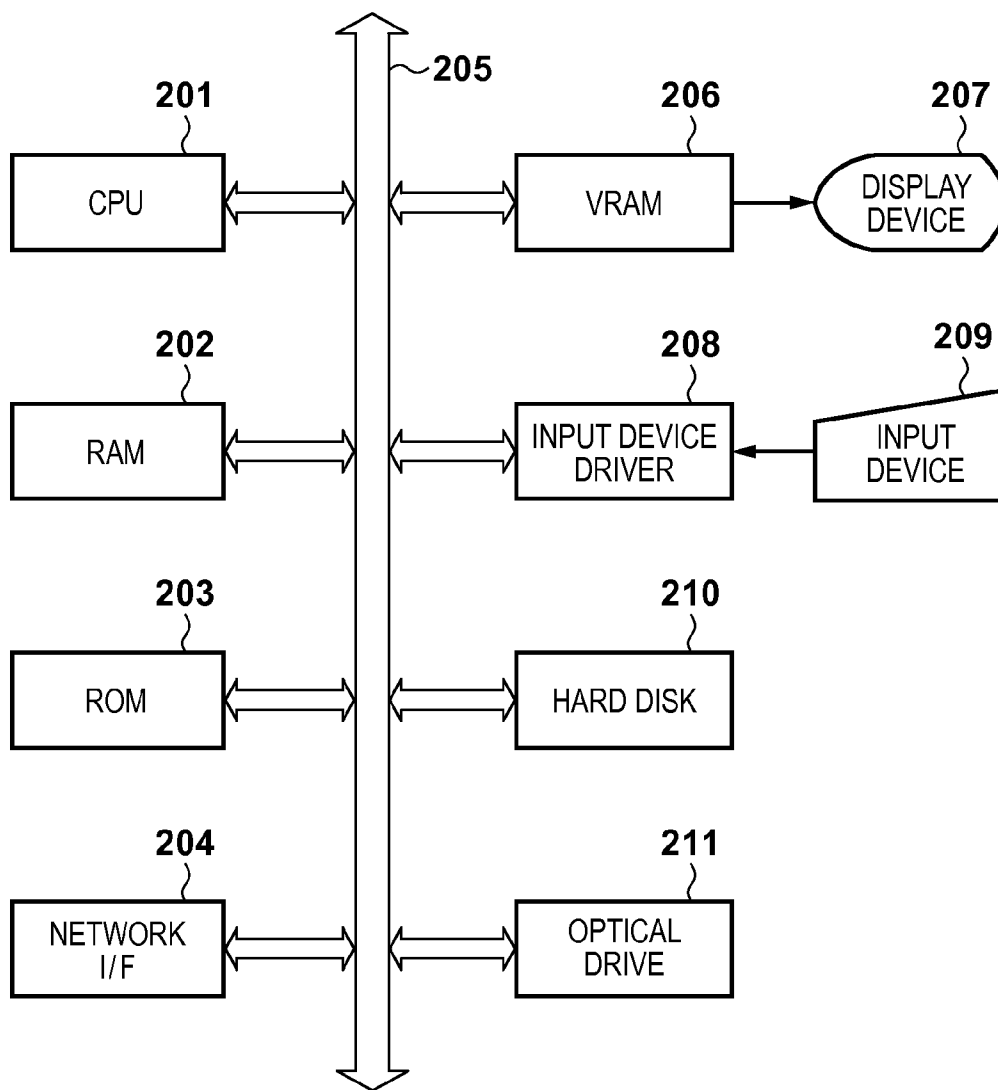 205
201
206
207
CPU
VRAM
DISPLAY
DEVICE
202
208
209
RAM
INPUT DEVICE
DRIVER
INPUT
DEVICE
203
210
ROM
HARD DISK
204
211
NETWORK
I/F
OPTICAL
DRIVE